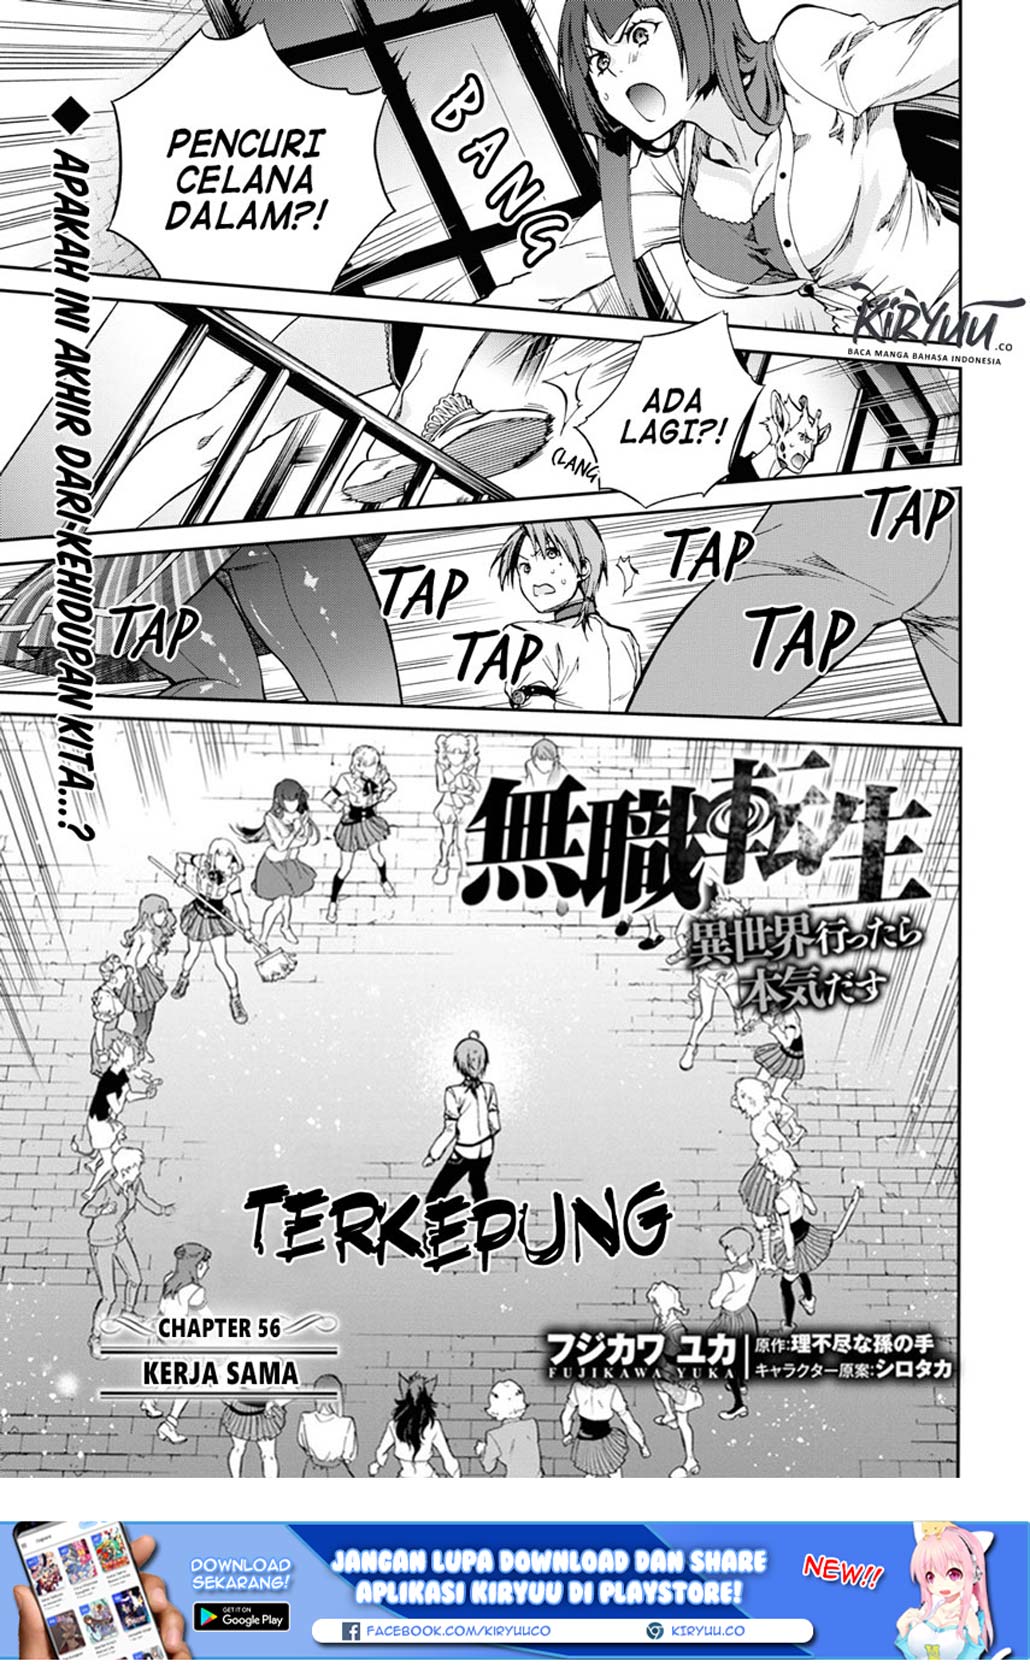 BANG
PENCURI
CELANA
DALAM?!
◆ APAKAH INI AKHIR DARI KEHIDUPAN KITA...?
KiRYUU.CO
BACA MANGA BAHASA INDONESIA
ADA
LAGI?!
(LANG
TAP
TAP
TAP
TAP
TAP
TAP
無職転生
異世界行ったら
本気だす
TERKEPUNG
CHAPTER 56
KERJA SAMA
フジカワ ユカ
FUJIKAWA YUKA
原作:理不尽な孫の手
キャラクター原案:シロタカ
DOWNLOAD
SEKARANG!
GET IT ON
Google Play
JANGAN LUPA DOWNLOAD DAN SHARE
APLIKASI KIRYUU DI PLAYSTORE!
NEW!!
FACEBOOK.COM/KIRYUUCO
KIRYUU.CO